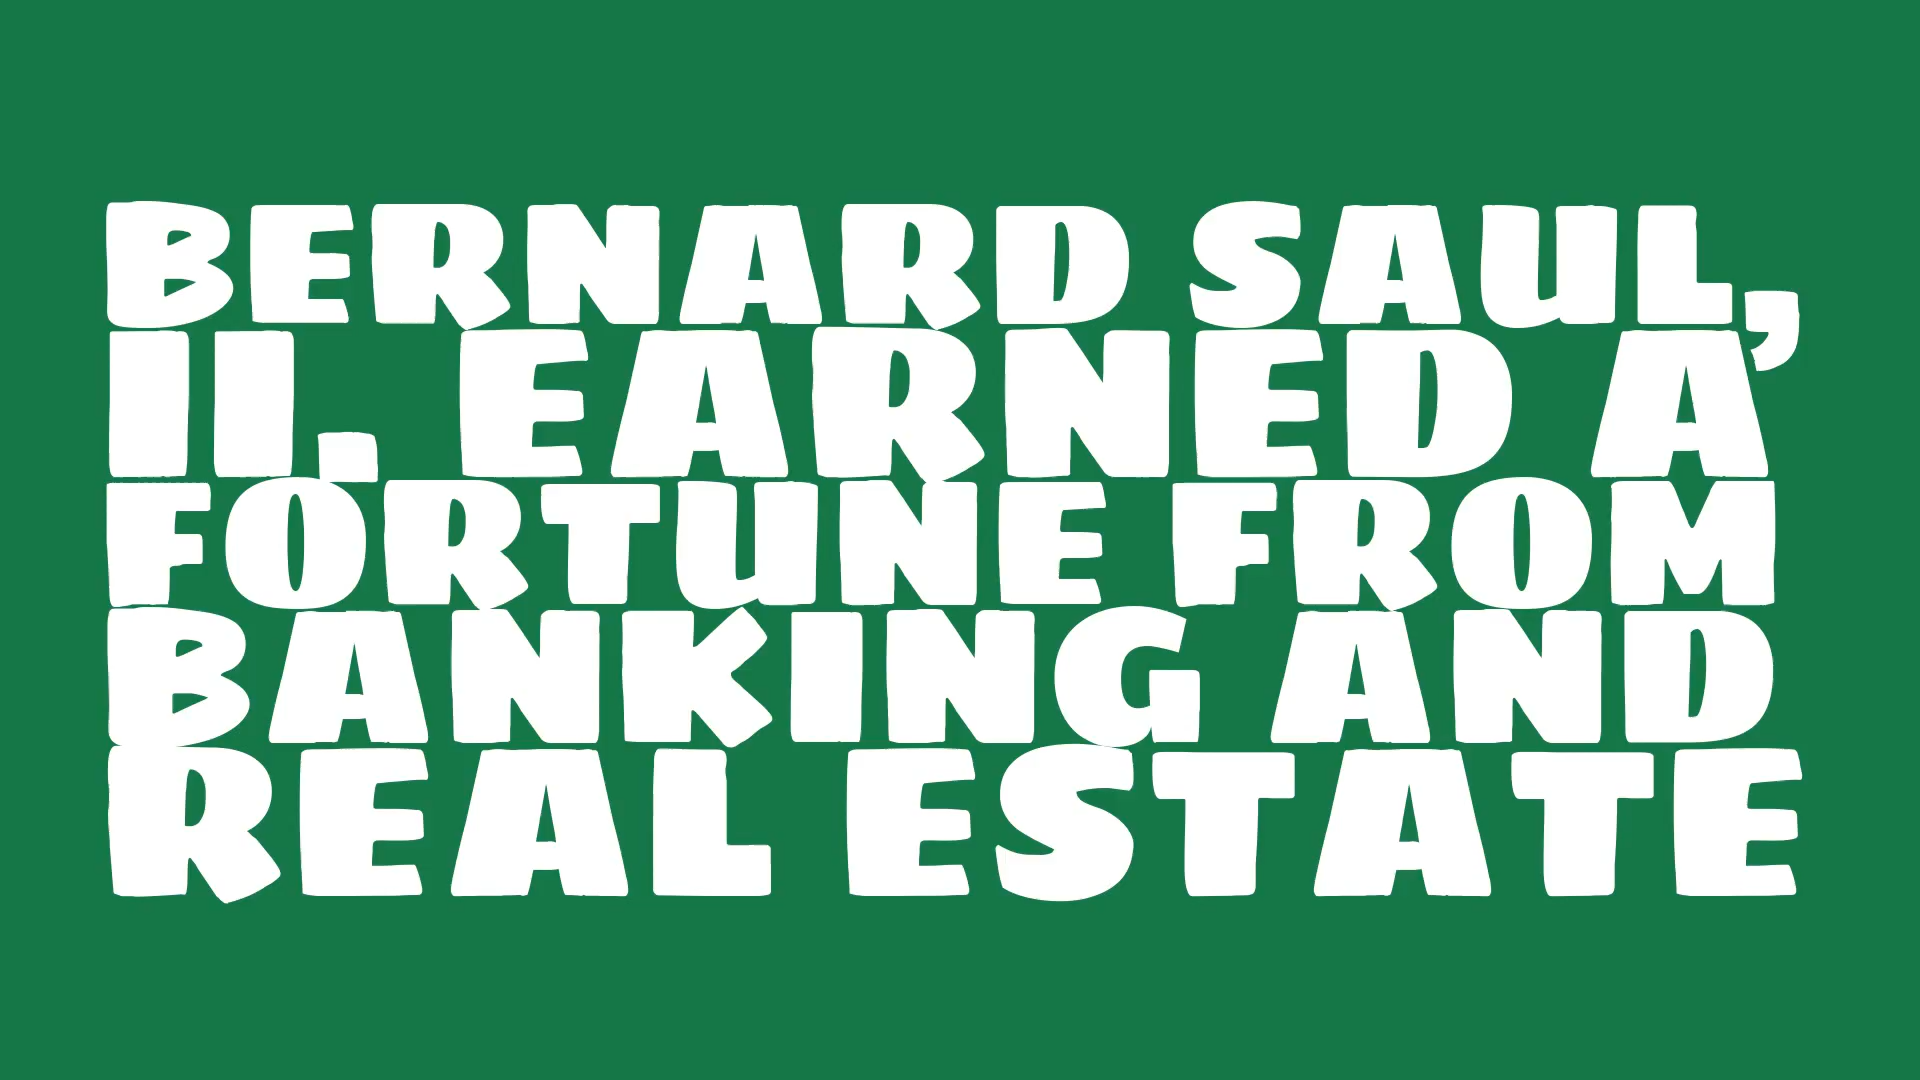 BERNARD SAUL,
II. EARNED A
FORTUNE FROM
BANKING AND
REAL ESTATE